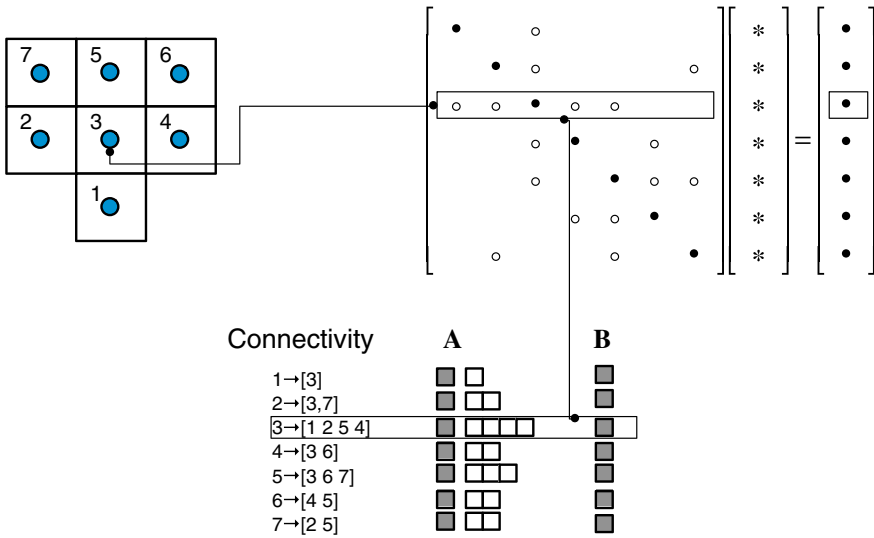 7 5 6
2 3 4
1
* 
*
*
*
*
*
*
=
Connectivity A B
1→[3]
2→[3,7]
3→[1 2 5 4]
4→[3 6]
5→[3 6 7]
6→[4 5]
7→[2 5]